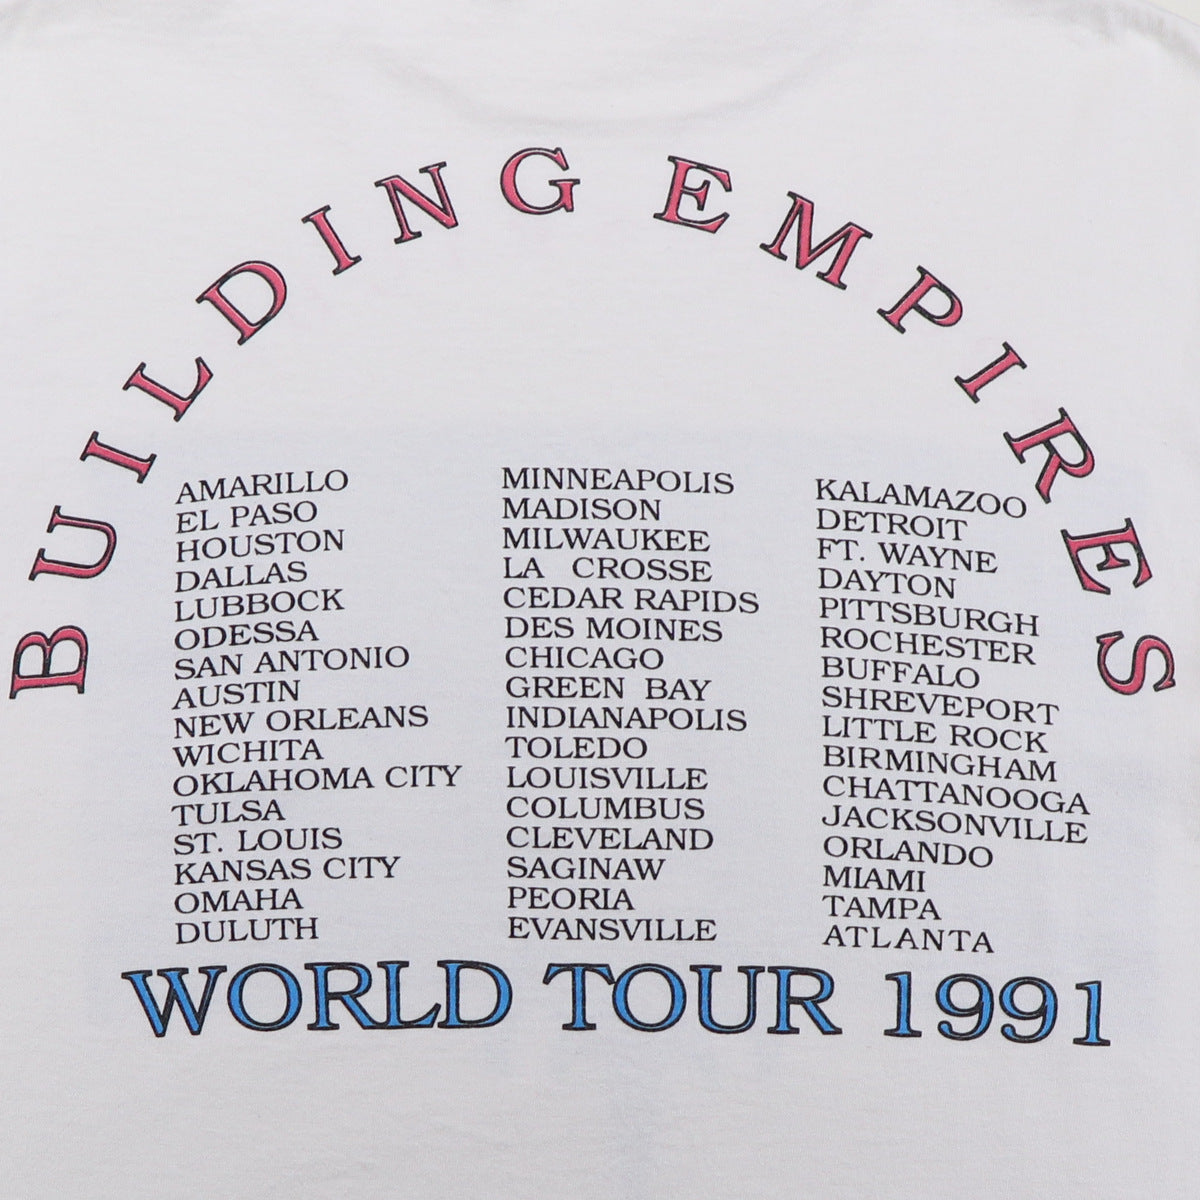 BUILDING EMPIRES
AMARILLO
EL PASO
HOUSTON
DALLAS
LUBBOCK
ODESSA
SAN ANTONIO
AUSTIN
NEW ORLEANS
WICHITA
OKLAHOMA CITY
TULSA
ST. LOUIS
KANSAS CITY
OMAHA
DULUTH
MINNEAPOLIS
MADISON
MILWAUKEE
LA CROSSE
CEDAR RAPIDS
DES MOINES
CHICAGO
GREEN BAY
INDIANAPOLIS
TOLEDO
LOUISVILLE
COLUMBUS
CLEVELAND
SAGINAW
PEORIA
EVANSVILLE
KALAMAZOO
DETROIT
FT. WAYNE
DAYTON
PITTSBURGH
ROCHESTER
BUFFALO
SHREVEPORT
LITTLE ROCK
BIRMINGHAM
CHATTANOOGA
JACKSONVILLE
ORLANDO
MIAMI
TAMPA
ATLANTA
WORLD TOUR 1991